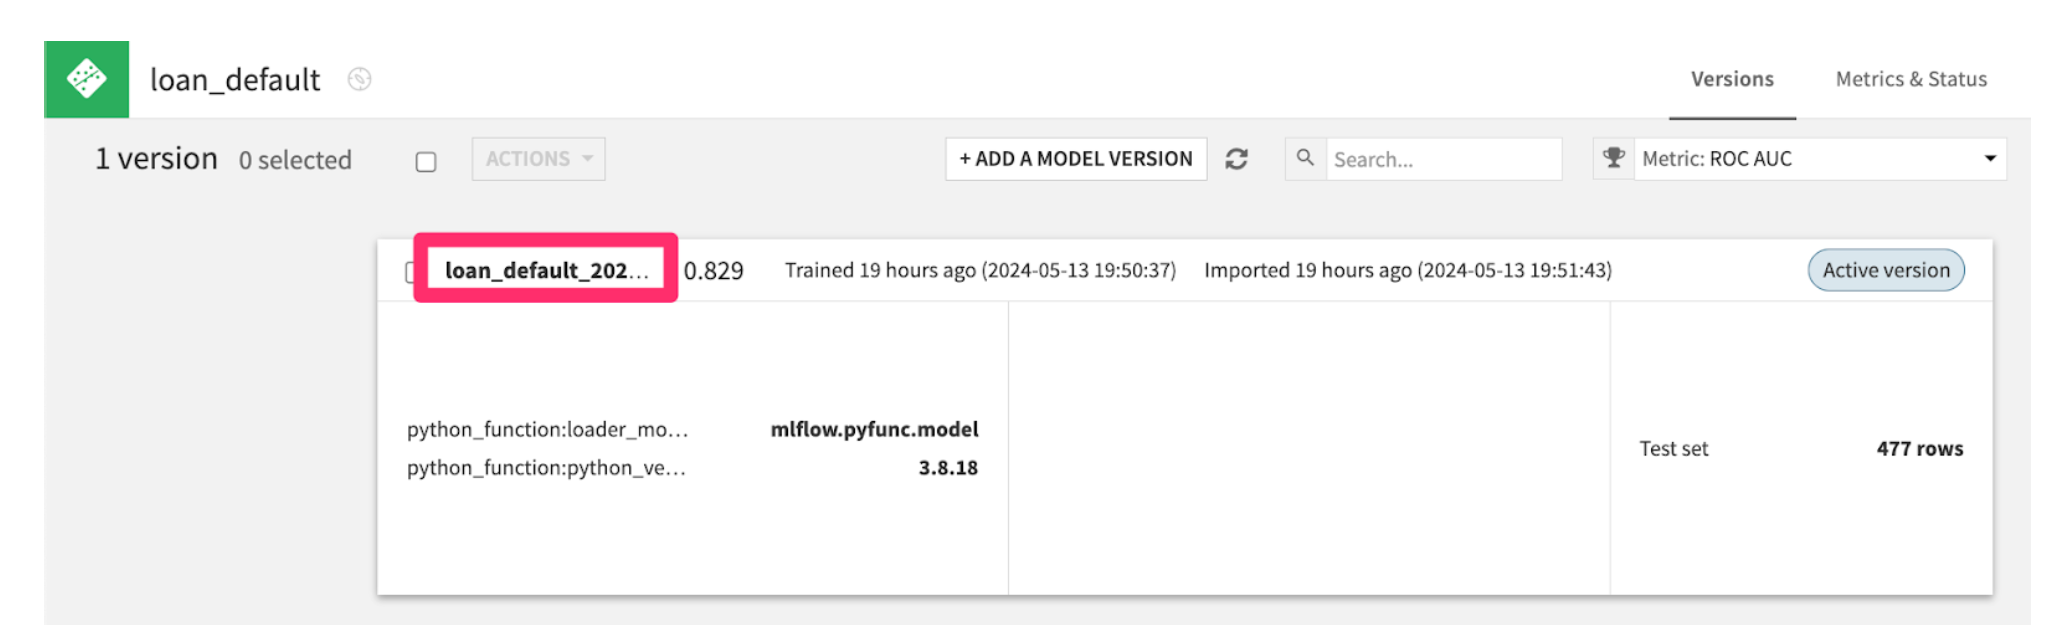 loan_default
Versions
Metrics & Status
1 version 0 selected
ACTIONS
+ ADD A MODEL VERSION
Search...
Metric: ROC AUC
loan_default_202...
0.829
Trained 19 hours ago (2024-05-13 19:50:37)
Imported 19 hours ago (2024-05-13 19:51:43)
Active version
python_function:loader_mo... mlflow.pyfunc.model
python_function:python_ve... 3.8.18
Test set 477 rows